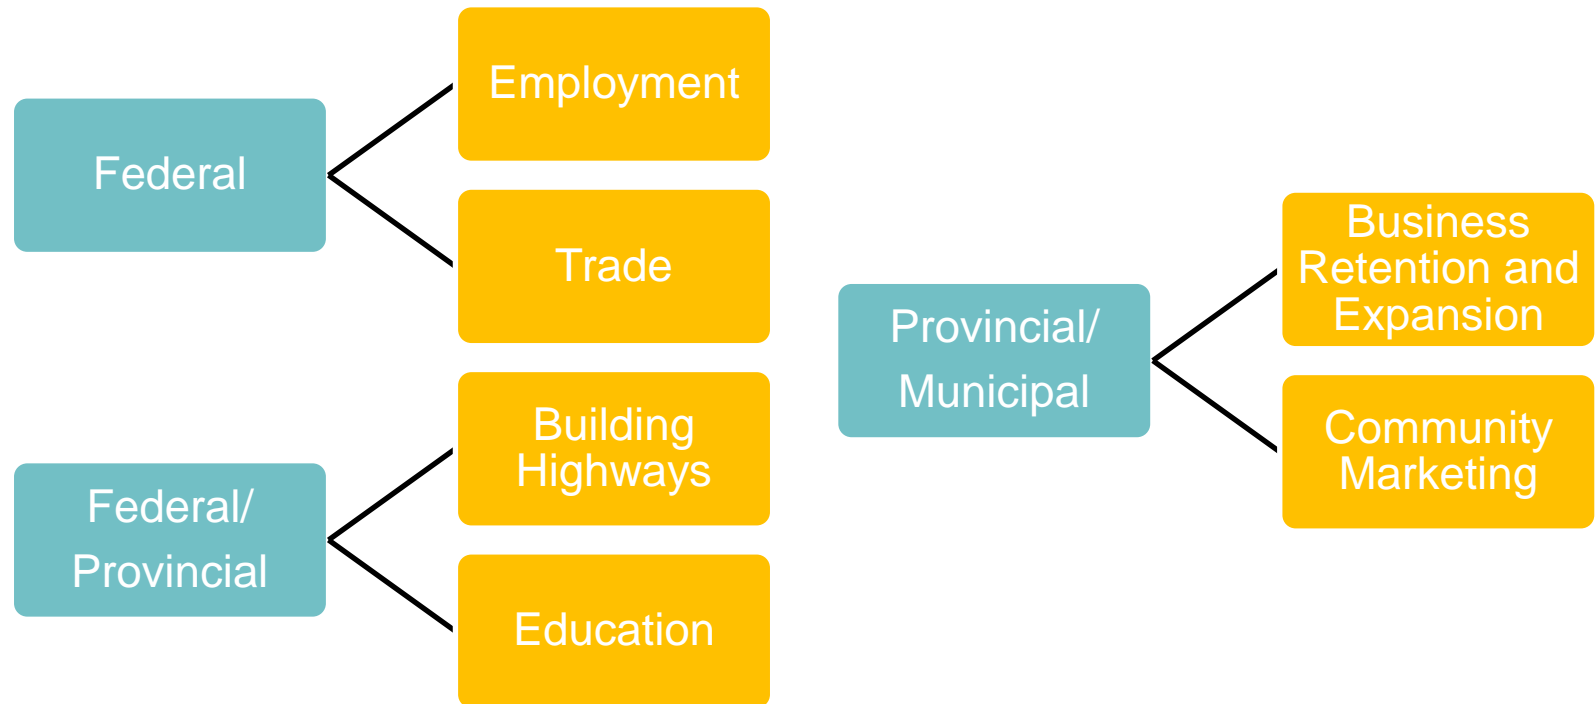 Federal
Employment
Trade
Federal/
Provincial
Building
Highways
Education
Provincial/
Municipal
Business
Retention and
Expansion
Community
Marketing